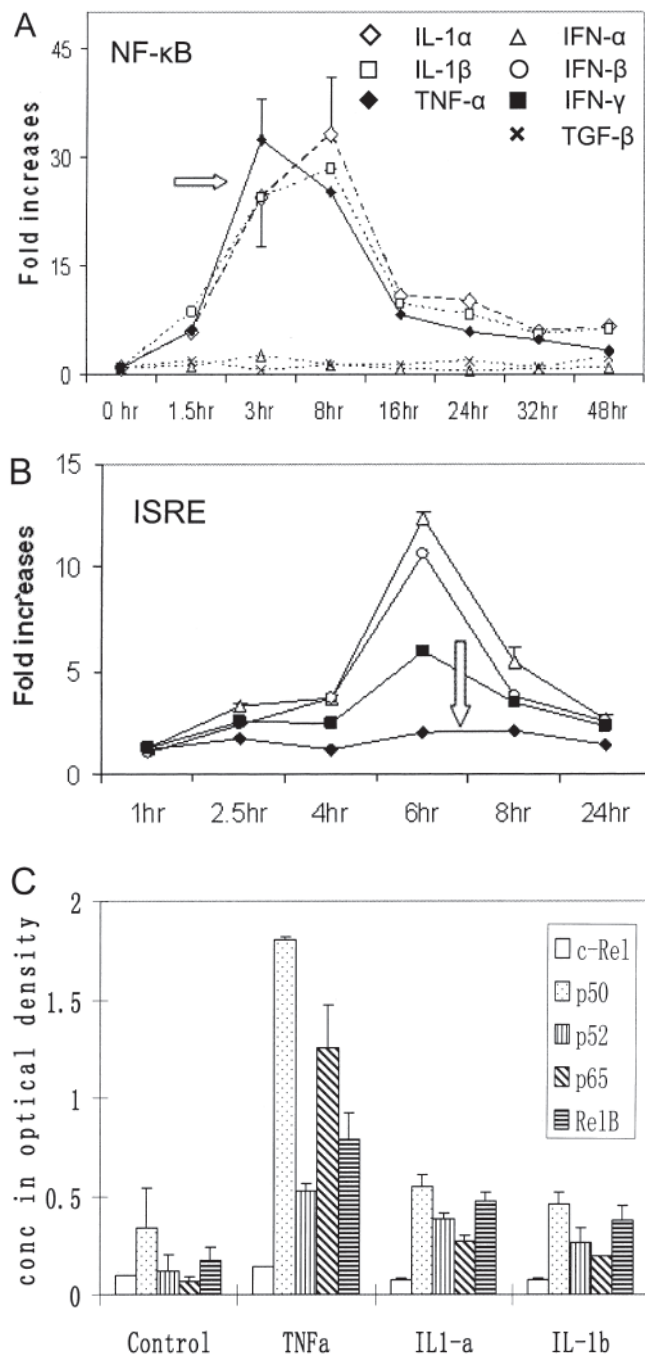 A
NF-κB
IL-1α
IFN-α
IL-1β
IFN-β
TNF-α
IFN-γ
TGF-β
Fold increases
45
30
15
0
0 hr 1.5hr 3hr 8hr 16hr 24hr 32hr 48hr
B
ISRE
Fold increases
15
10
5
0
1hr 2.5hr 4hr 6hr 8hr 24hr
C
conc in optical density
2
1.5
1
0.5
0
c-Rel
p50
p52
p65
RelB
Control TNFa IL1-a IL-1b